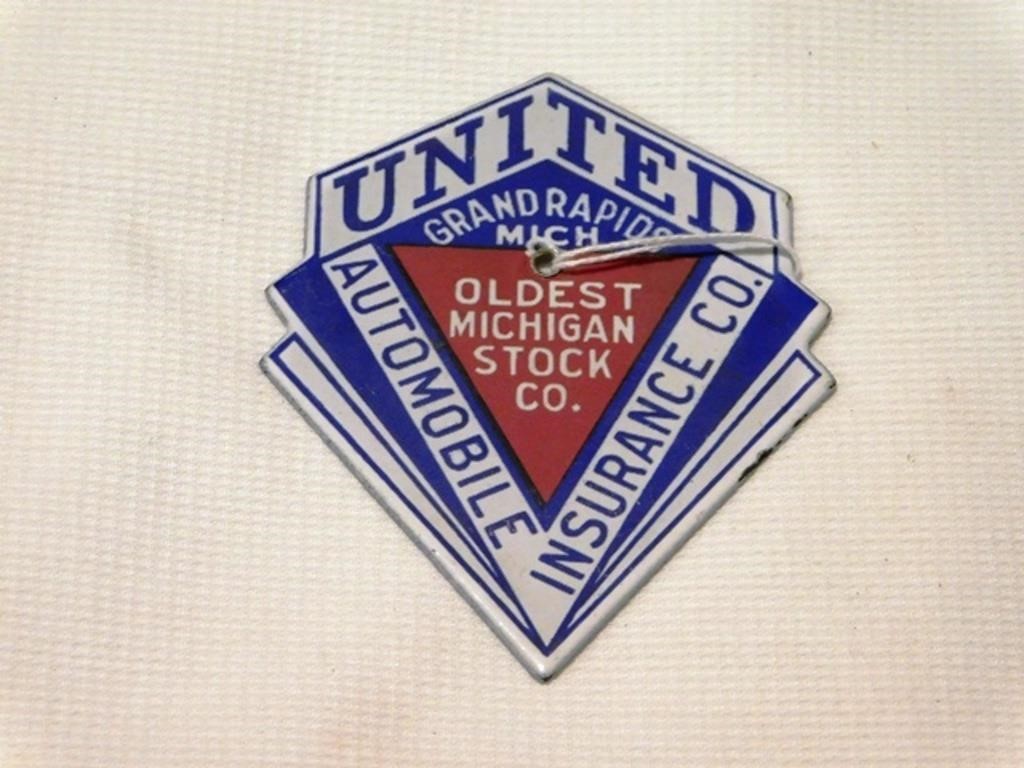 UNITED
GRAND RAPIDS
MICH
OLDEST
MICHIGAN
STOCK
CO.
AUTOMOBILE
INSURANCE CO.